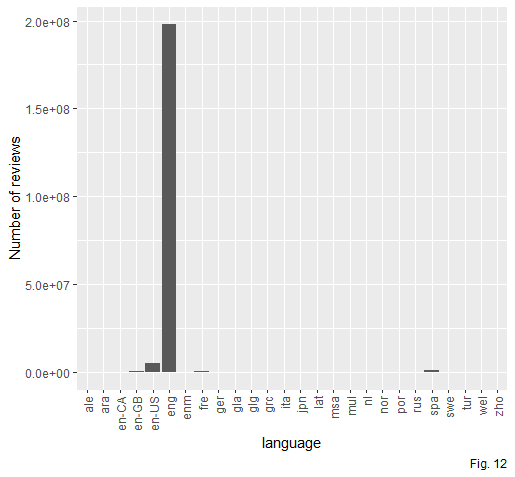 Number of reviews
2.0e+08
1.5e+08
1.0e+08
5.0e+07
0.0e+00
ale
ara
en-CA
en-GB
en-US
eng
enm
fre
ger
gla
glg
grc
ita
jpn
lat
msa
mul
nl
nor
por
rus
spa
swe
tur
wel
zho
language
Fig. 12